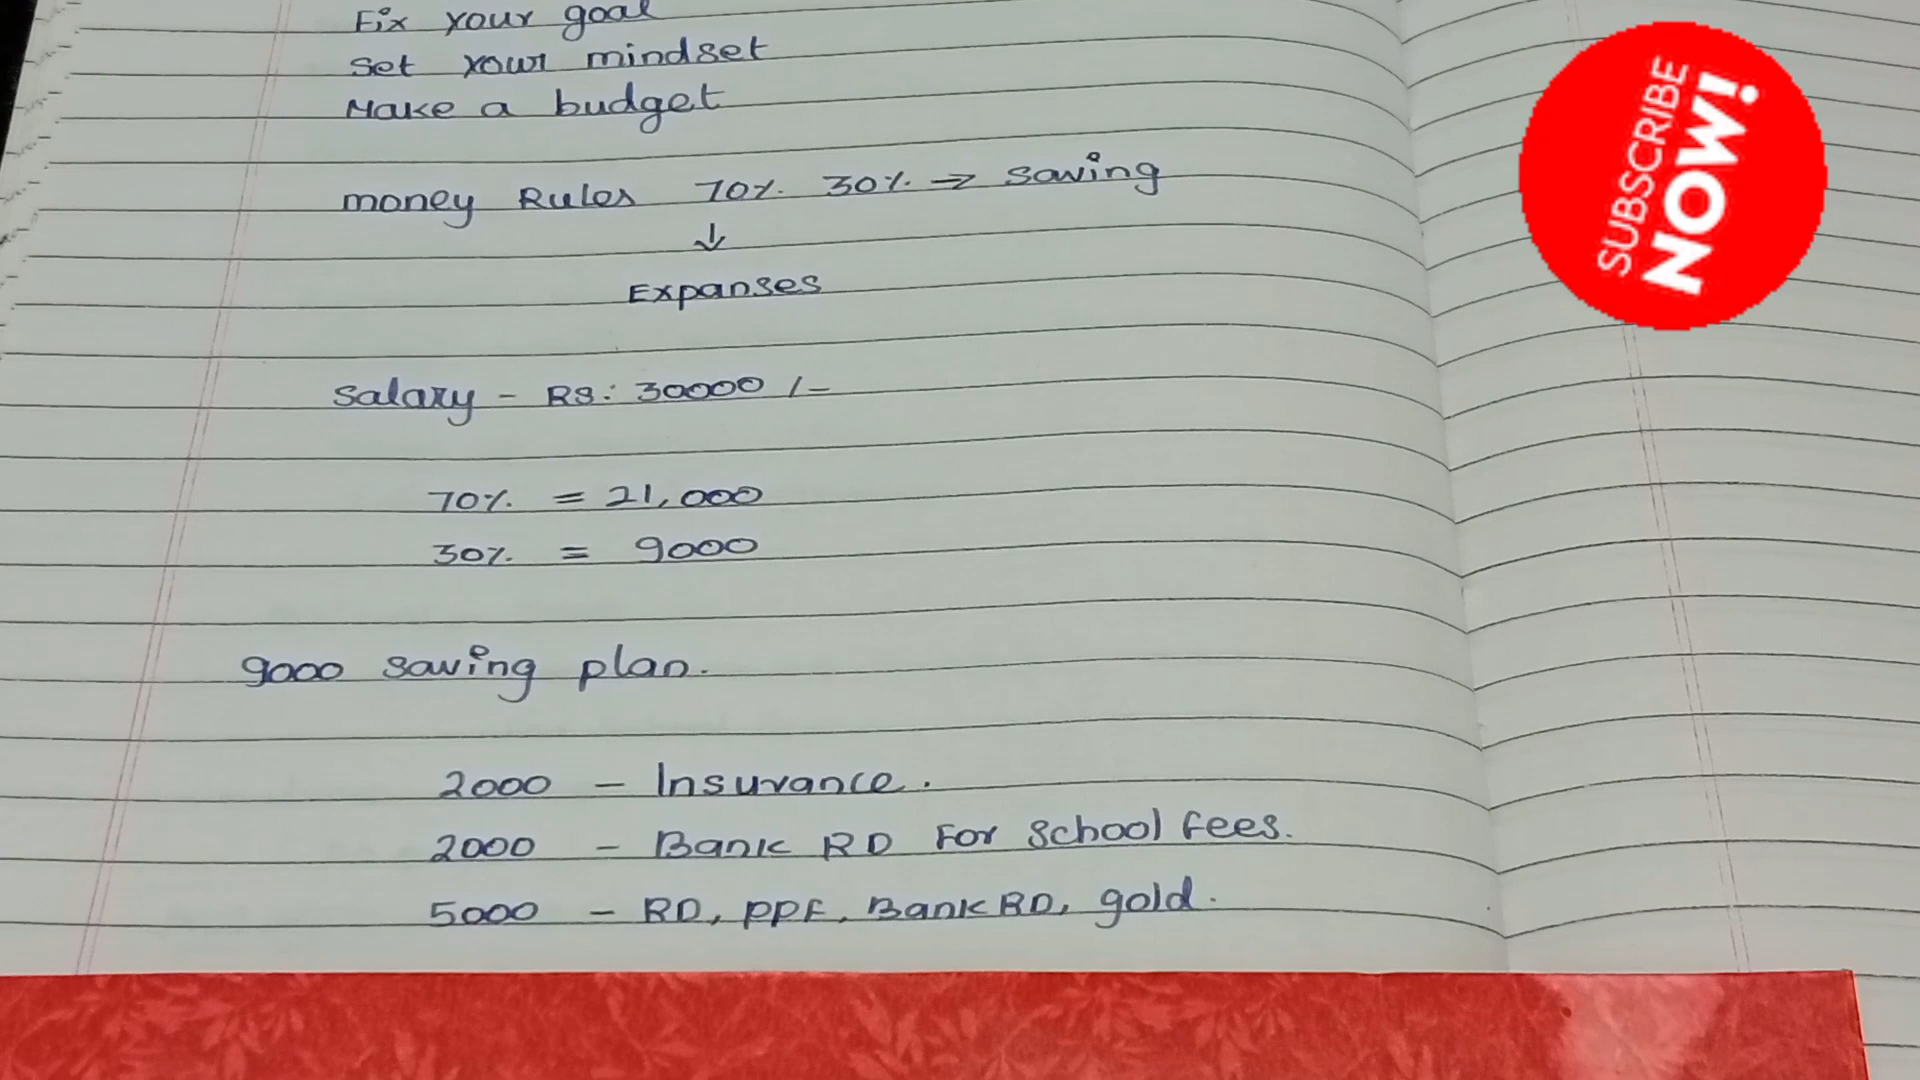 Fix your goal
Set your mindset
Make a budget
money Rules 70% 30% → saving
↓
Expanses
Salary - RS: 30000 /-
70% = 21,000
30% = 9000
9000 saving plan.
2000 - Insurance.
2000 - Bank RD For School fees.
5000 - RD, PPF, Bank RD, gold.
SUBSCRIBE
NOW!